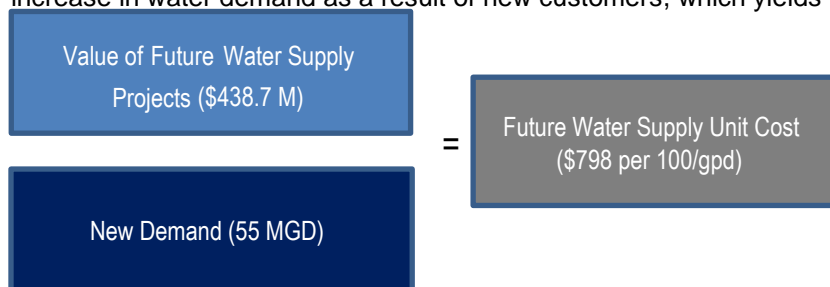 increase in water demand as a result of new customers, which yields
Value of Future Water Supply
Projects ($438.7 M)
=
Future Water Supply Unit Cost
($798 per 100/gpd)
New Demand (55 MGD)